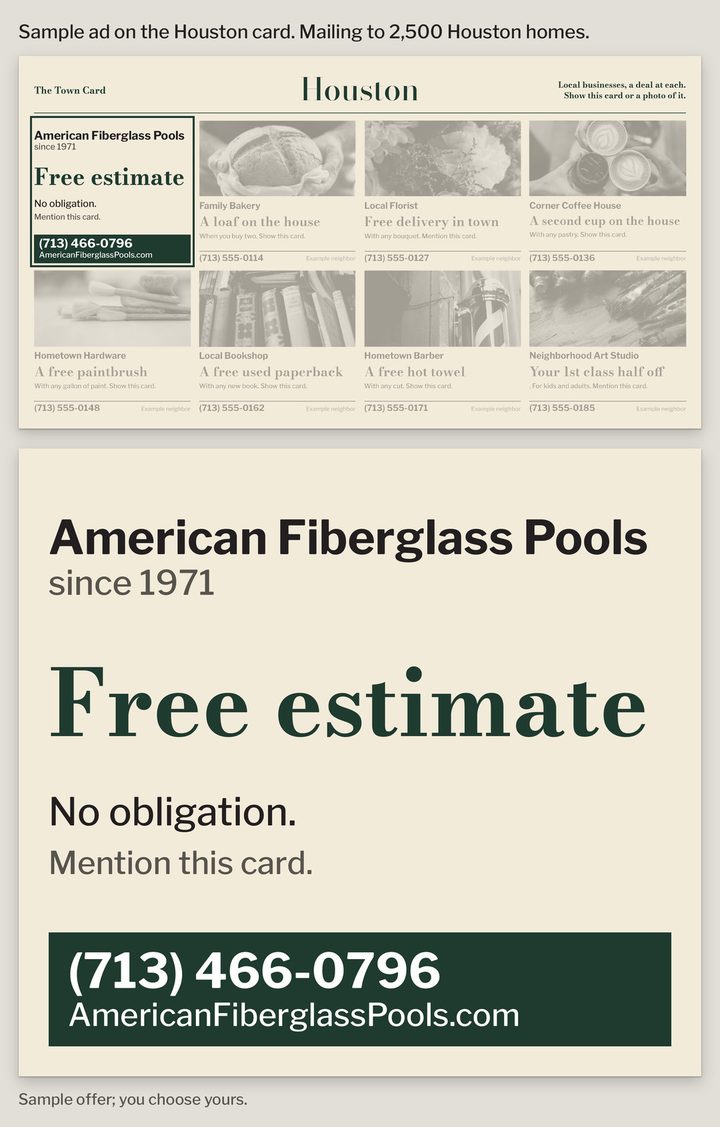 Sample ad on the Houston card. Mailing to 2,500 Houston homes.
The Town Card
Houston
Local businesses, a deal at each.
Show this card or a photo of it.
American Fiberglass Pools
since 1971
Free estimate
No obligation.
Mention this card.
(713) 466-0796
AmericanFiberglassPools.com
Family Bakery
A loaf on the house
When you buy two. Show this card.
(713) 555-0114
Example neighbor
Local Florist
Free delivery in town
With any bouquet. Mention this card.
(713) 555-0127
Example neighbor
Corner Coffee House
A second cup on the house
With any pastry. Show this card.
(713) 555-0136
Example neighbor
Hometown Hardware
A free paintbrush
With any gallon of paint. Show this card.
(713) 555-0148
Example neighbor
Local Bookshop
A free used paperback
With any new book. Show this card.
(713) 555-0162
Example neighbor
Hometown Barber
A free hot towel
With any cut. Show this card.
(713) 555-0171
Example neighbor
Neighborhood Art Studio
Your 1st class half off
For kids and adults. Mention this card.
(713) 555-0185
Example neighbor
American Fiberglass Pools
since 1971
Free estimate
No obligation.
Mention this card.
(713) 466-0796
AmericanFiberglassPools.com
Sample offer; you choose yours.